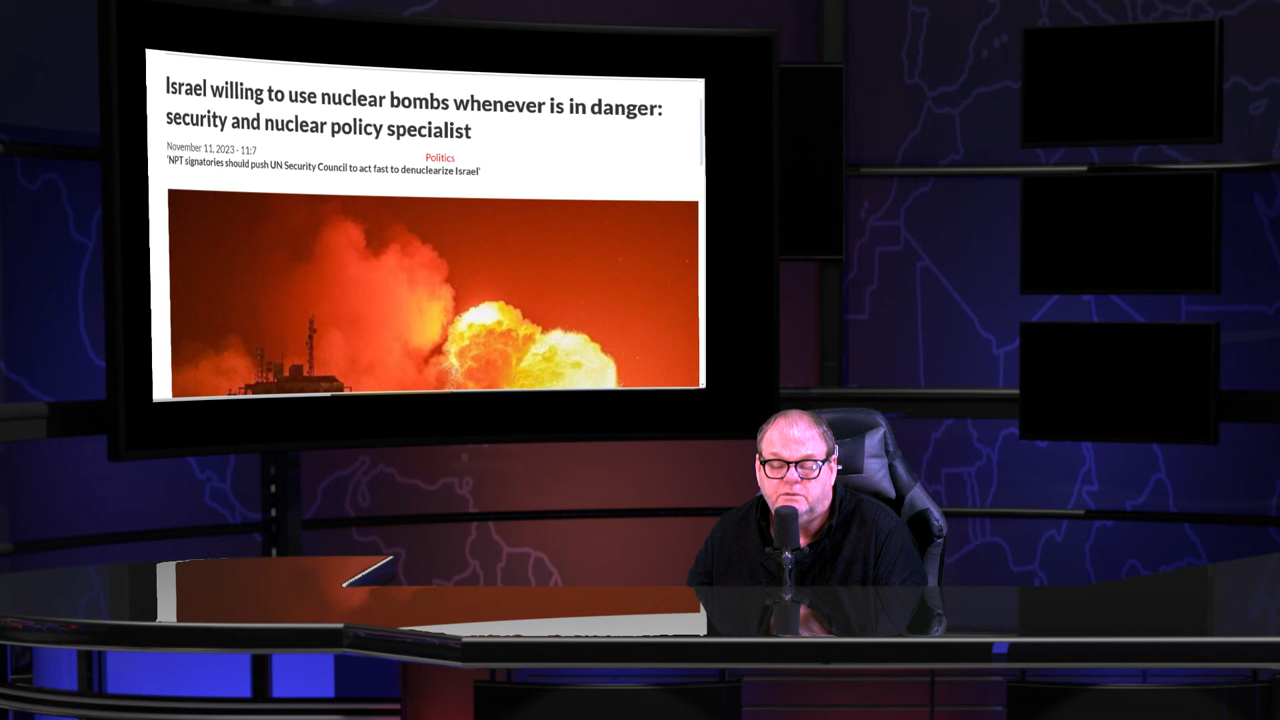 Israel willing to use nuclear bombs whenever is in danger:
security and nuclear policy specialist
November 11, 2023 - 11:7
Politics
'NPT signatories should push UN Security Council to act fast to denuclearize Israel'